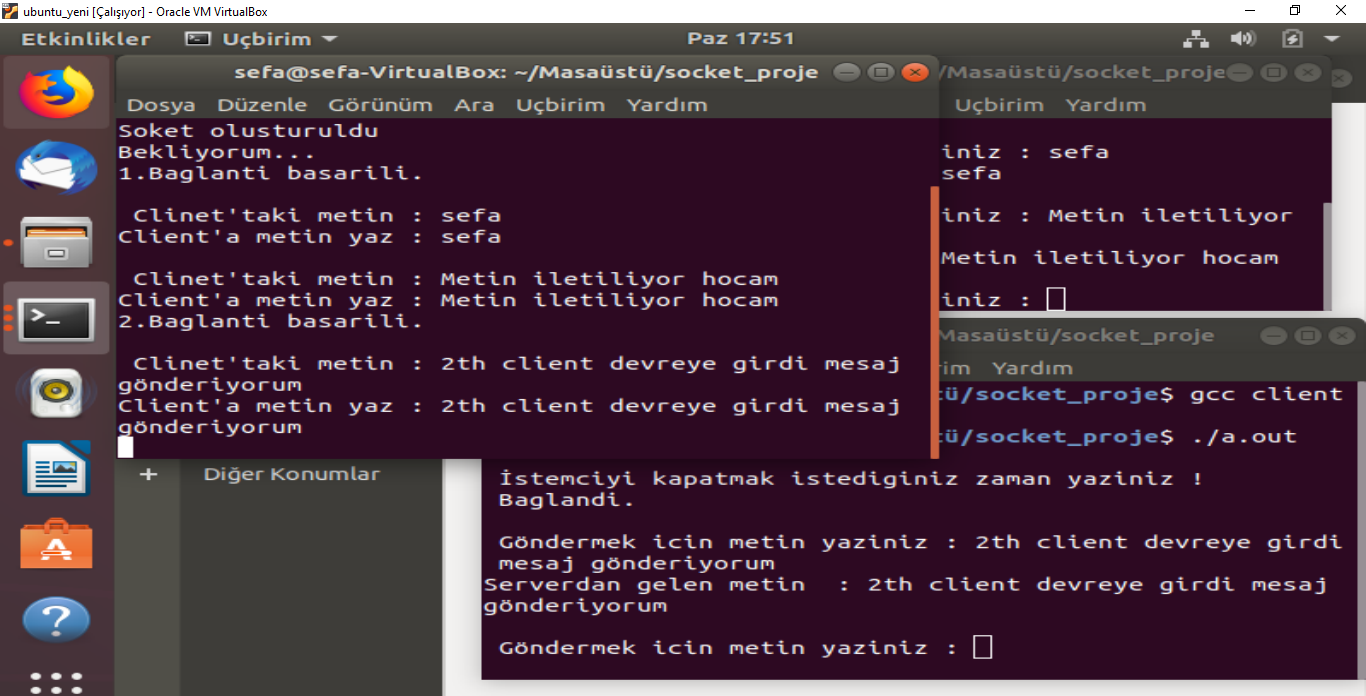 ubuntu_yeni [Çalışıyor] - Oracle VM VirtualBox
Etkinlikler Uçbirim Paz 17:51
sefa@sefa-VirtualBox: ~/Masaüstü/socket_proje
Dosya Düzenle Görünüm Ara Uçbirim Yardım
Soket olusturuldu
Bekliyorum...
1.Baglanti basarili.
Clinet'taki metin : sefa
Client'a metin yaz : sefa
Clinet'taki metin : Metin iletiliyor hocam
Client'a metin yaz : Metin iletiliyor hocam
2.Baglanti basarili.
Clinet'taki metin : 2th client devreye girdi mesaj
gönderiyorum
Client'a metin yaz : 2th client devreye girdi mesaj
gönderiyorum
/Masaüstü/socket_proje
Uçbirim Yardım
iniz : sefa
sefa
iniz : Metin iletiliyor
Metin iletiliyor hocam
iniz :
Masaüstü/socket_proje
rim Yardım
tü/socket_proje$ gcc client
tü/socket_proje$ ./a.out
İstemciyi kapatmak istediginiz zaman yaziniz !
Baglandi.
Göndermek icin metin yaziniz : 2th client devreye girdi
mesaj gönderiyorum
Serverdan gelen metin : 2th client devreye girdi mesaj
gönderiyorum
Göndermek icin metin yaziniz :
+ Diğer Konumlar